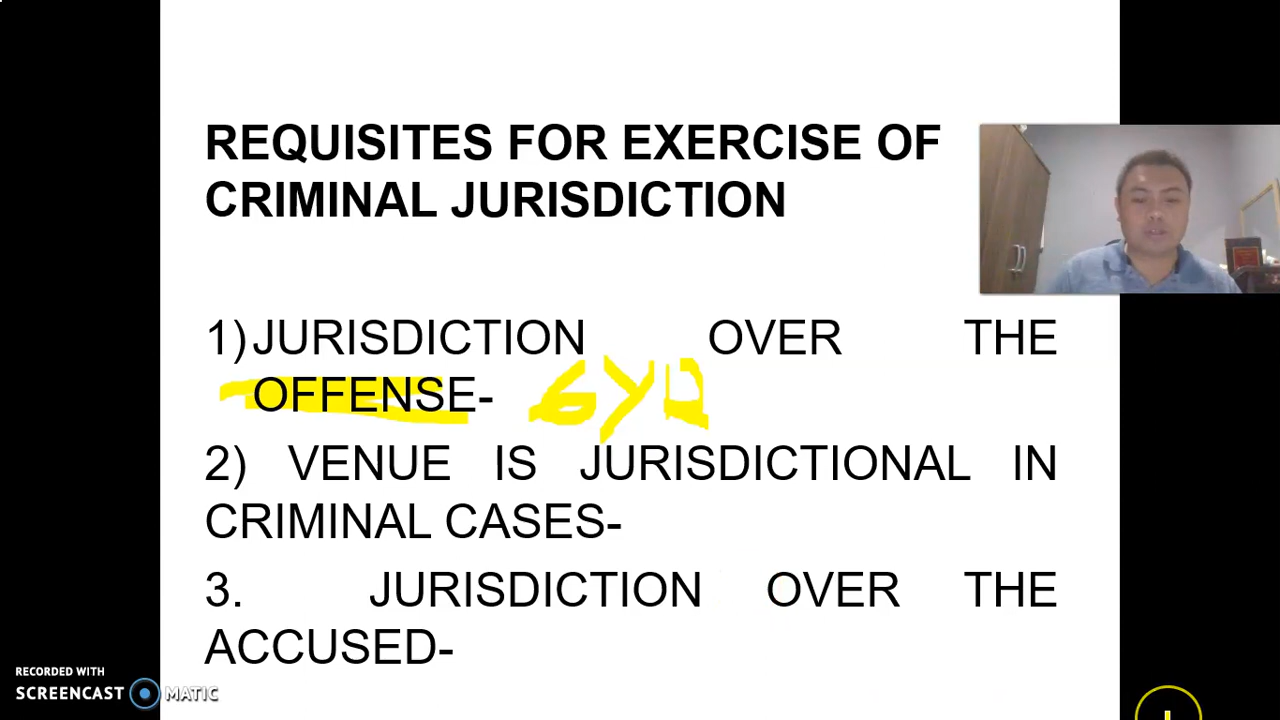 REQUISITES FOR EXERCISE OF
CRIMINAL JURISDICTION
1) JURISDICTION OVER THE
OFFENSE- 6YD
2) VENUE IS JURISDICTIONAL IN
CRIMINAL CASES-
3. JURISDICTION OVER THE
ACCUSED-
RECORDED WITH
SCREENCAST MATIC